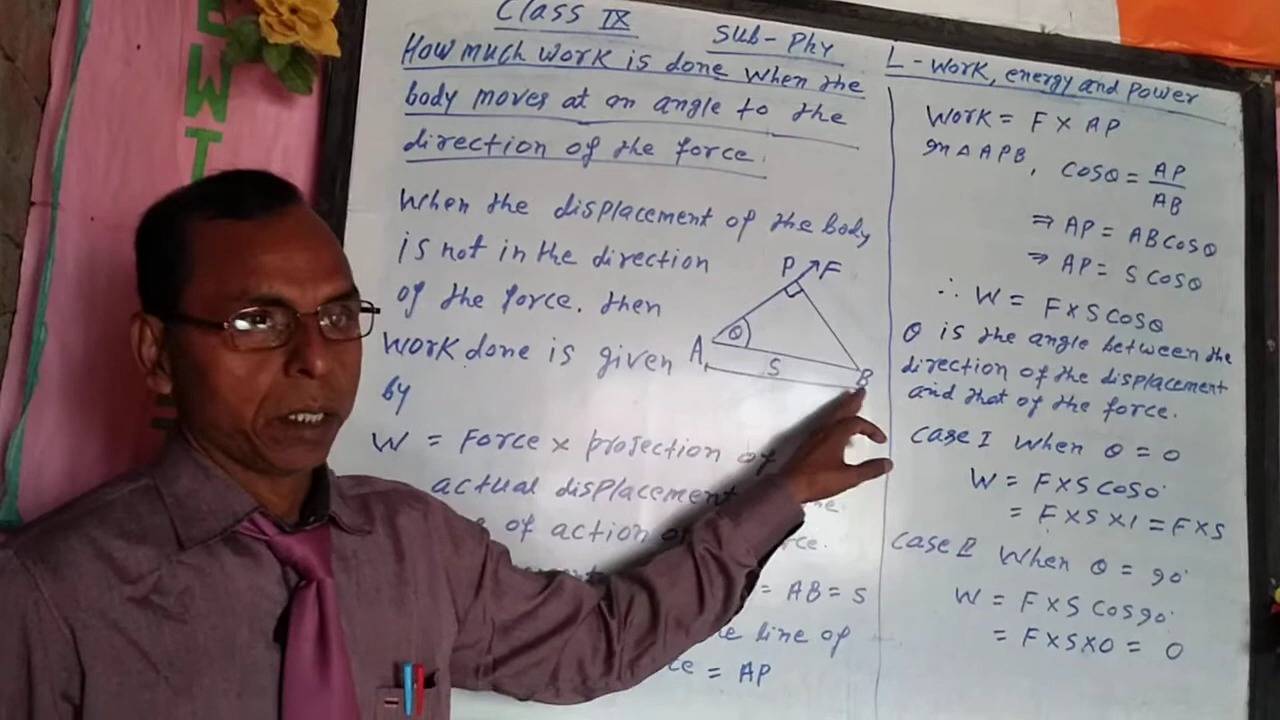 Class IX
Sub-Phy
L-Work, energy and Power
How much work is done when the
body moves at an angle to the
direction of the force.
When the displacement of the body
is not in the direction
of the force. then
work done is given
by
W = Force × projection of
actual displacement
of action
= AB = S
line of
= AP
P F
θ
A
S
B
Work = F × AP
In △ APB, cosθ = AP/AB
⇒ AP = AB cosθ
⇒ AP = S cosθ
∴ W = F × S cosθ
θ is the angle between the
direction of the displacement
and that of the force.
Case I When θ = 0
W = F × S cos0°
= F × S × 1 = F × S
Case II When θ = 90°
W = F × S cos90°
= F × S × 0 = 0